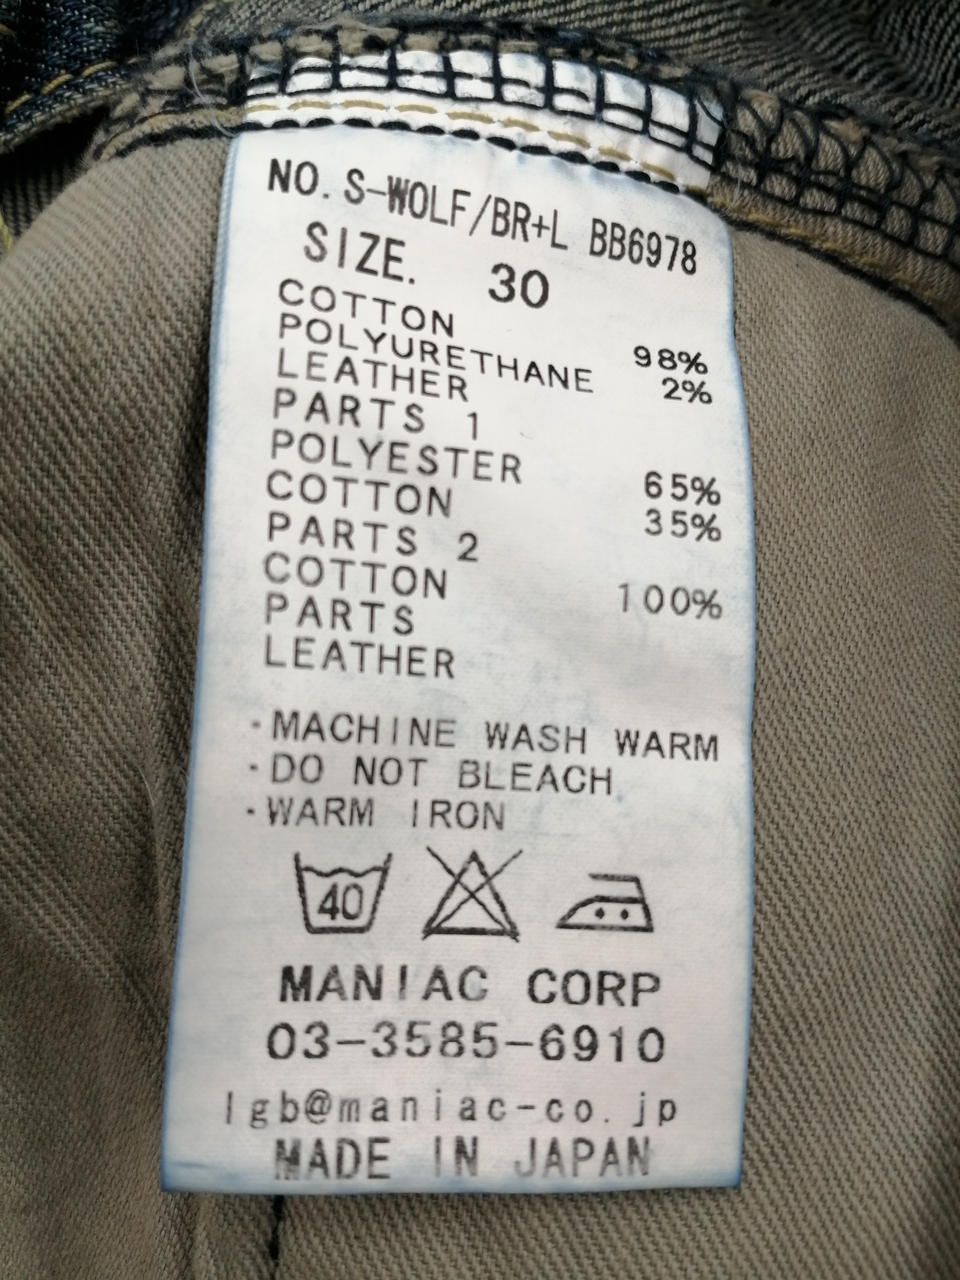 NO. S-WOLF/BR+L BB6978
SIZE. 30
COTTON 98%
POLYURETHANE 2%
LEATHER
PARTS 1
POLYESTER 65%
COTTON 35%
PARTS 2
COTTON 100%
PARTS
LEATHER
・MACHINE WASH WARM
・DO NOT BLEACH
・WARM IRON
40
MANIAC CORP
03-3585-6910
lgb@maniac-co.jp
MADE IN JAPAN